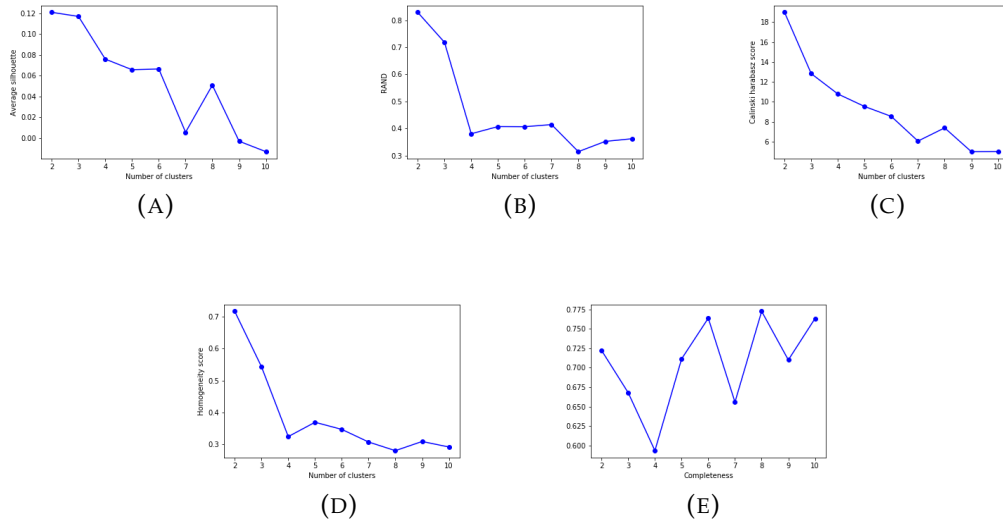 0.12
0.10
0.08
0.06
0.04
0.02
0.00
Average silhouette
2 3 4 5 6 7 8 9 10
Number of clusters
(A)
0.8
0.7
0.6
0.5
0.4
0.3
RAND
2 3 4 5 6 7 8 9 10
Number of clusters
(B)
18
16
14
12
10
8
6
Calinski harabasz score
2 3 4 5 6 7 8 9 10
Number of clusters
(C)
0.7
0.6
0.5
0.4
0.3
Homogeneity score
2 3 4 5 6 7 8 9 10
Number of clusters
(D)
0.775
0.750
0.725
0.700
0.675
0.650
0.625
0.600
2 3 4 5 6 7 8 9 10
Completeness
(E)